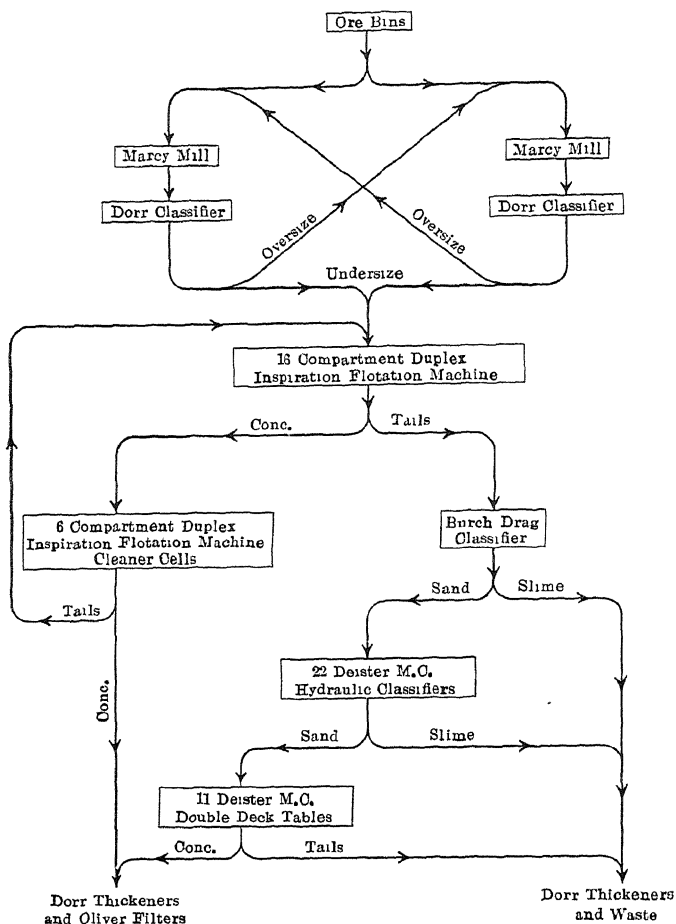 Ore Bins
Marcy Mill
Marcy Mill
Dorr Classifier
Dorr Classifier
Oversize
Oversize
Undersize
16 Compartment Duplex
Inspiration Flotation Machine
Conc.
Tails
6 Compartment Duplex
Inspiration Flotation Machine
Cleaner Cells
Burch Drag
Classifier
Tails
Sand
Slime
Conc.
22 Deister M.C.
Hydraulic Classifiers
Sand
Slime
11 Deister M.C.
Double Deck Tables
Conc.
Tails
Dorr Thickeners
and Oliver Filters
Dorr Thickeners
and Waste